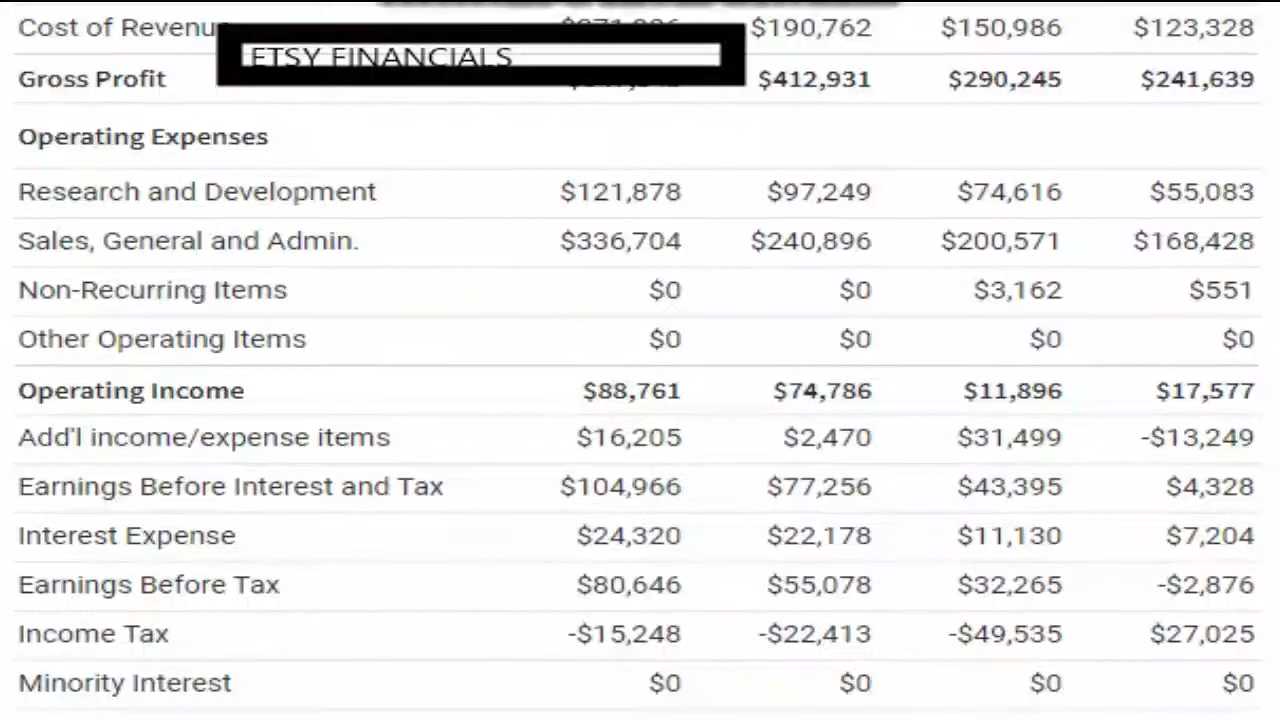 Cost of Revenu $190,762 $150,986 $123,328
ETSY FINANCIALS
Gross Profit $412,931 $290,245 $241,639
Operating Expenses
Research and Development $121,878 $97,249 $74,616 $55,083
Sales, General and Admin. $336,704 $240,896 $200,571 $168,428
Non-Recurring Items $0 $0 $3,162 $551
Other Operating Items $0 $0 $0 $0
Operating Income $88,761 $74,786 $11,896 $17,577
Add'l income/expense items $16,205 $2,470 $31,499 -$13,249
Earnings Before Interest and Tax $104,966 $77,256 $43,395 $4,328
Interest Expense $24,320 $22,178 $11,130 $7,204
Earnings Before Tax $80,646 $55,078 $32,265 -$2,876
Income Tax -$15,248 -$22,413 -$49,535 $27,025
Minority Interest $0 $0 $0 $0